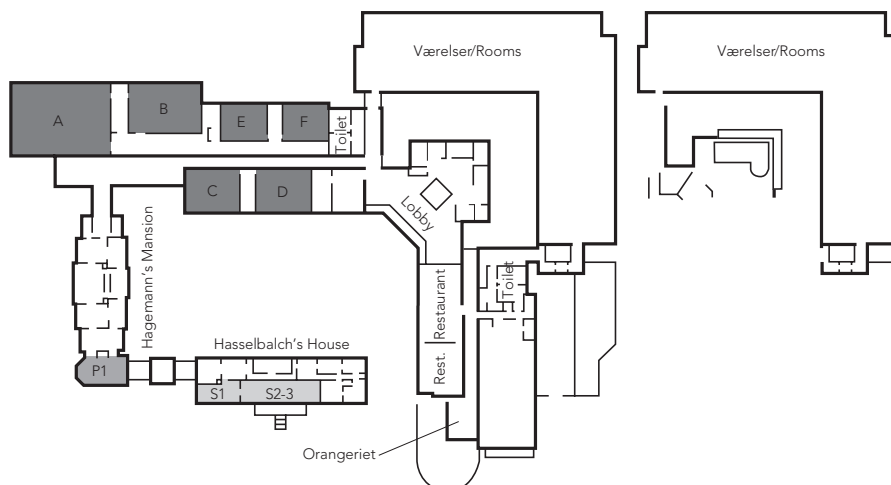 Værelser/Rooms
Værelser/Rooms
A
B
E
F
Toilet
C
D
Lobby
Hagemann's Mansion
Restaurant
Toilet
Hasselbalch's House
Rest.
P1
S1
S2-3
Orangeriet